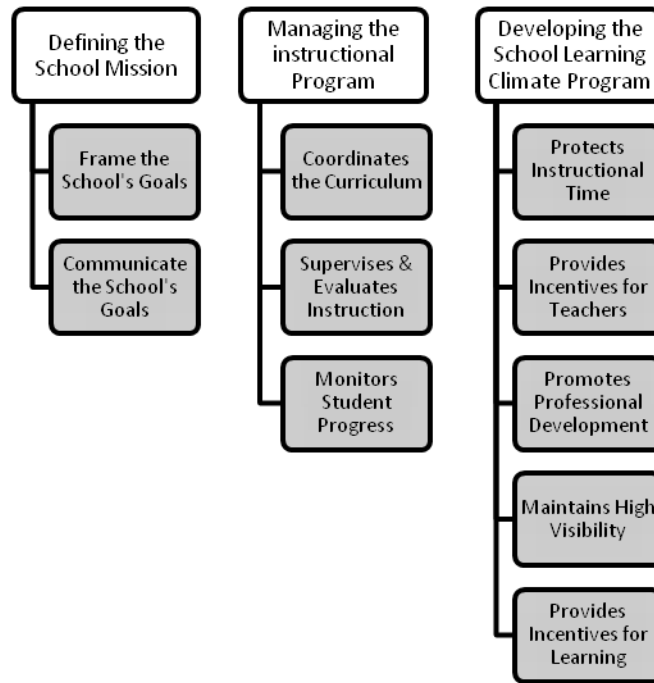 Defining the
School Mission
Frame the
School's Goals
Communicate
the School's
Goals
Managing the
instructional
Program
Coordinates
the Curriculum
Supervises &
Evaluates
Instruction
Monitors
Student
Progress
Developing the
School Learning
Climate Program
Protects
Instructional
Time
Provides
Incentives for
Teachers
Promotes
Professional
Development
Maintains High
Visibility
Provides
Incentives for
Learning